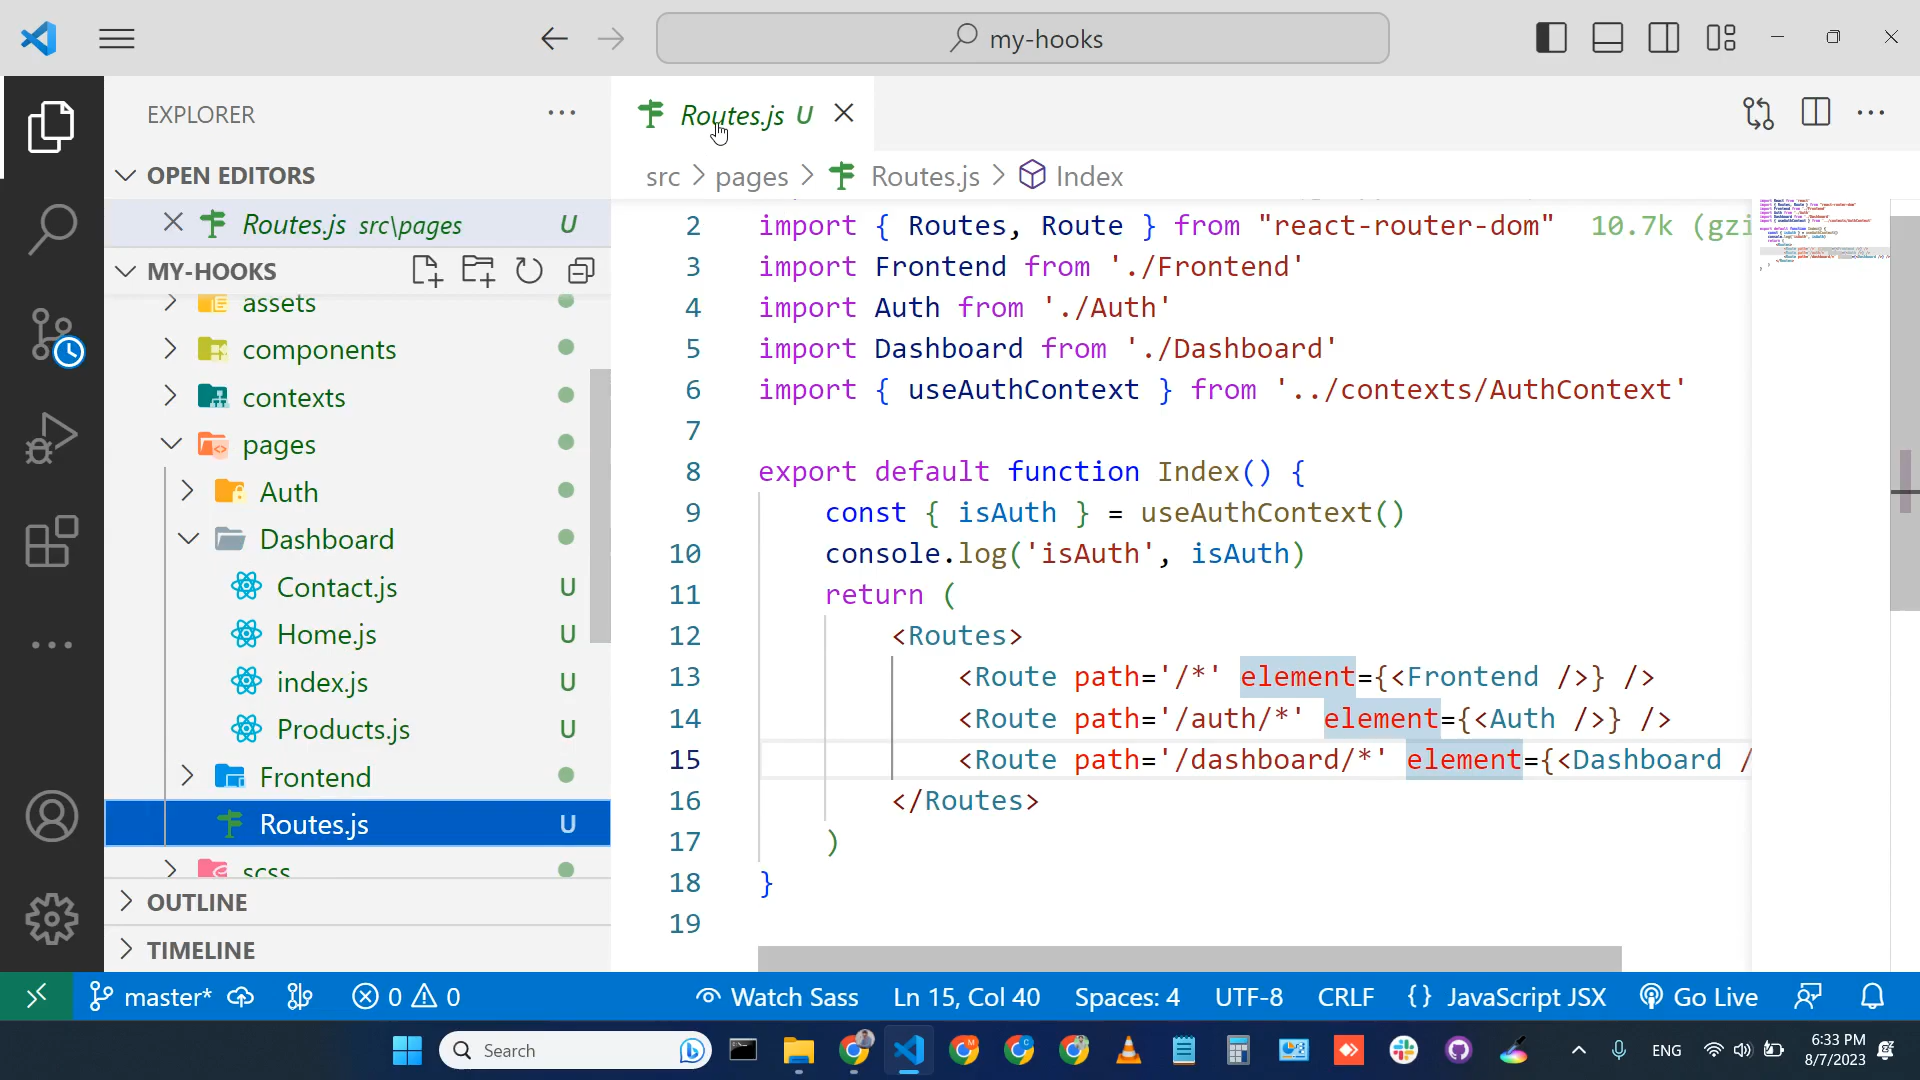 my-hooks
EXPLORER
OPEN EDITORS
Routes.js src\pages U
MY-HOOKS
assets
components
contexts
pages
Auth
Dashboard
Contact.js U
Home.js U
index.js U
Products.js U
Frontend
Routes.js U
scss
OUTLINE
TIMELINE
Routes.js U
src > pages > Routes.js > Index
2 import { Routes, Route } from "react-router-dom" 10.7k (gzi
3 import Frontend from './Frontend'
4 import Auth from './Auth'
5 import Dashboard from './Dashboard'
6 import { useAuthContext } from '../contexts/AuthContext'
7
8 export default function Index() {
9 const { isAuth } = useAuthContext()
10 console.log('isAuth', isAuth)
11 return (
12 <Routes>
13 <Route path='/*' element={<Frontend />} />
14 <Route path='/auth/*' element={<Auth />} />
15 <Route path='/dashboard/*' element={<Dashboard /
16 </Routes>
17 )
18 }
19
master* 0 0 Watch Sass Ln 15, Col 40 Spaces: 4 UTF-8 CRLF {} JavaScript JSX Go Live
Search ENG 6:33 PM
8/7/2023